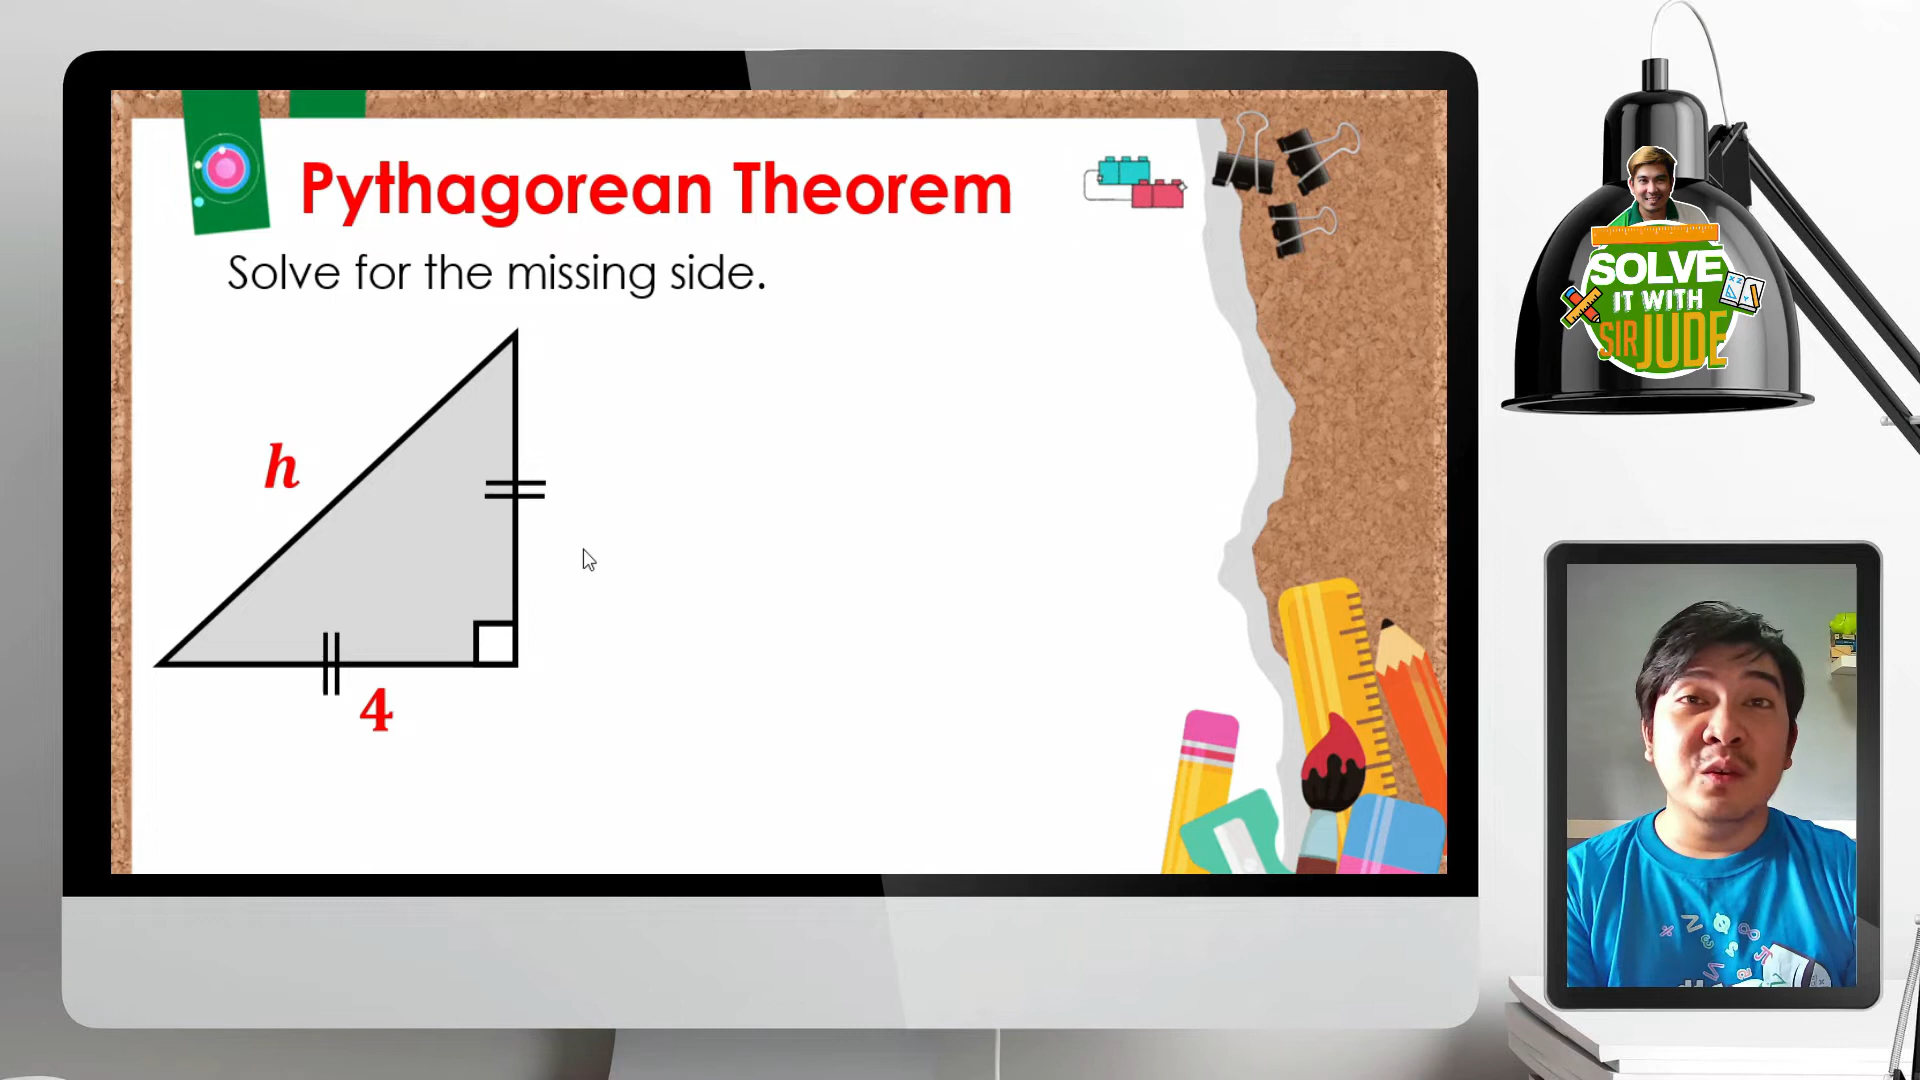 Pythagorean Theorem
Solve for the missing side.
h
4
SOLVE
IT WITH
SIR JUDE